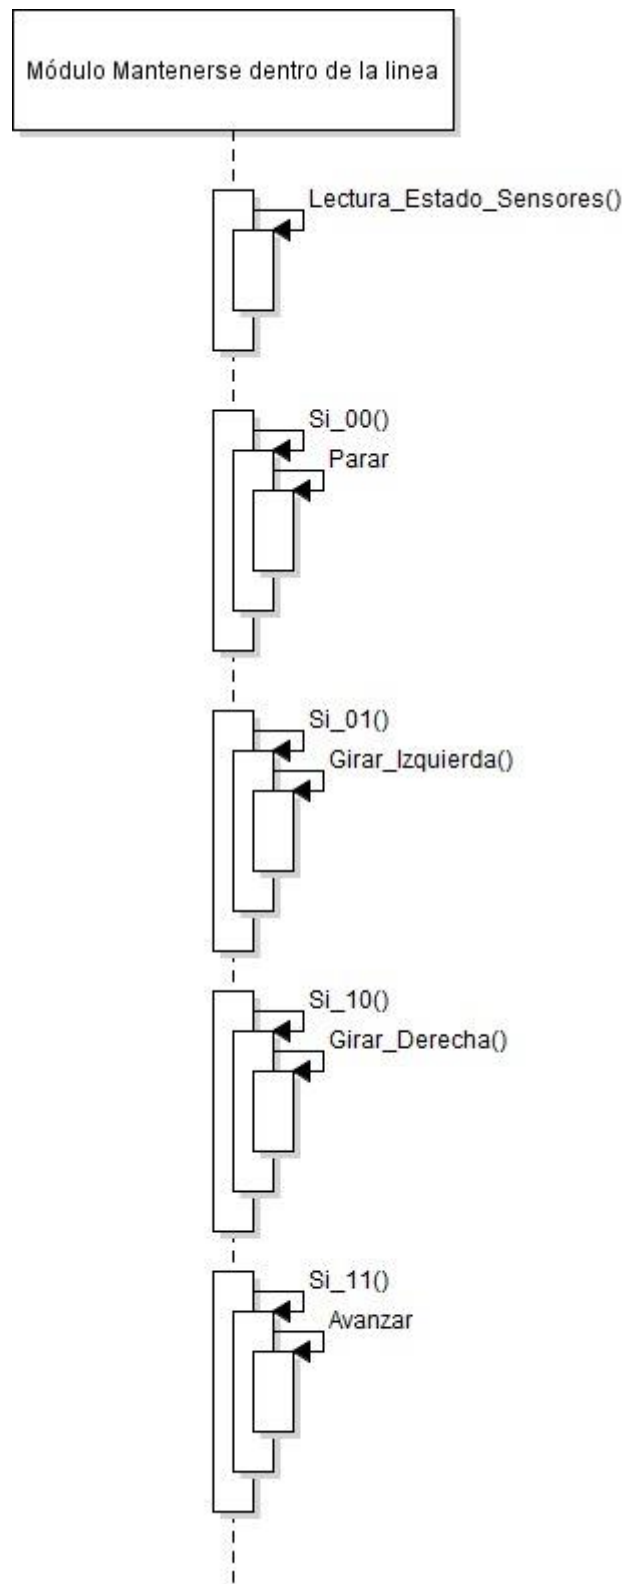 Módulo Mantenerse dentro de la linea
Lectura_Estado_Sensores()
Si_00()
Parar
Si_01()
Girar_Izquierda()
Si_10()
Girar_Derecha()
Si_11()
Avanzar